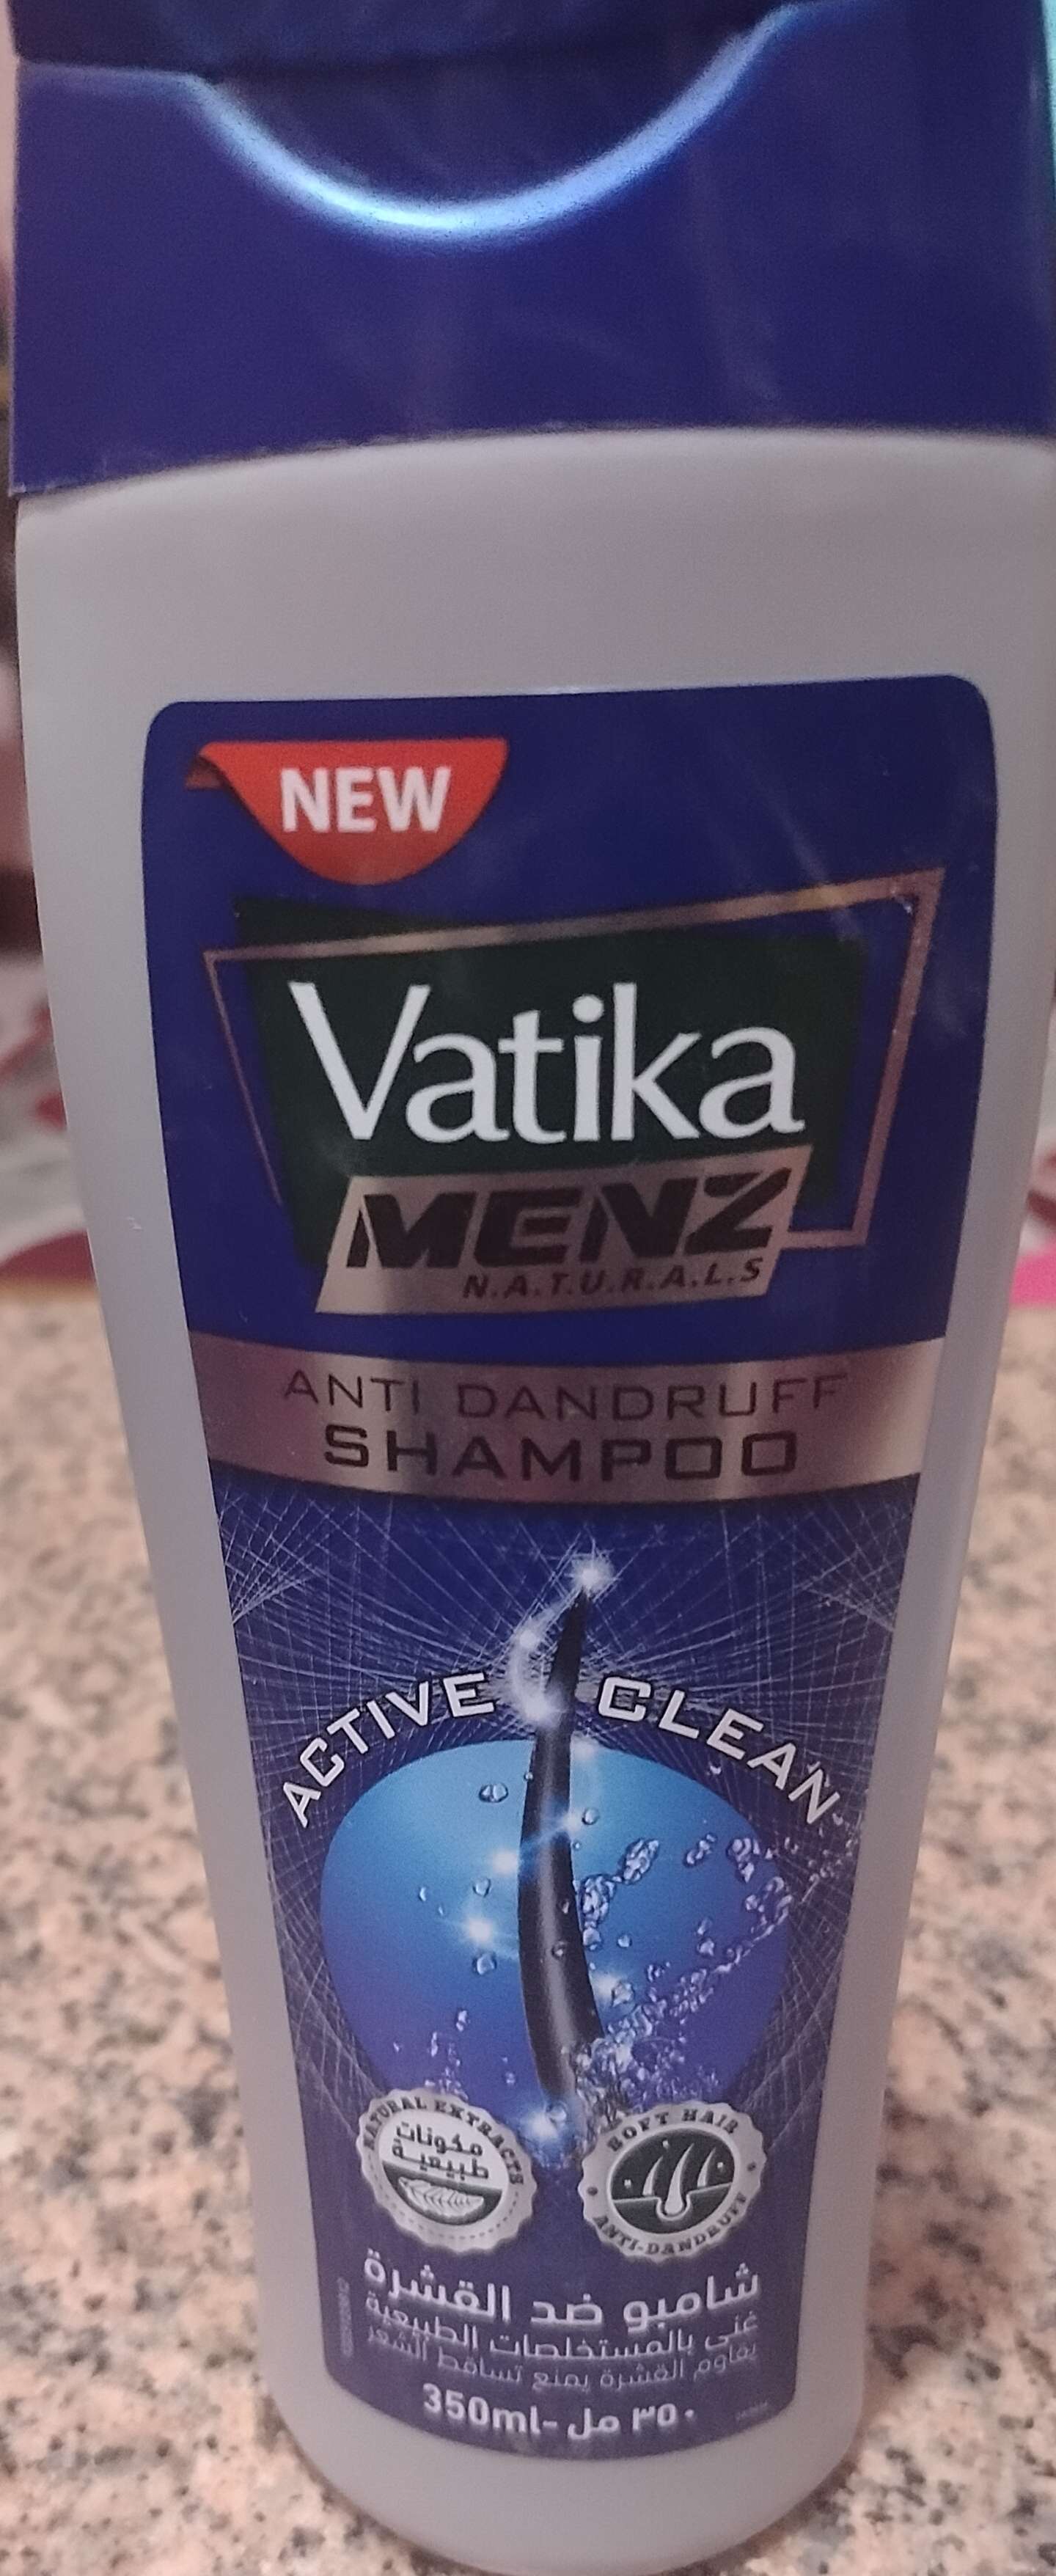 NEW
Vatika
MENZ
N.A.T.U.R.A.L.S
ANTI DANDRUFF
SHAMPOO
ACTIVE CLEAN
NATURAL EXTRACTS
مكونات
طبيعية
SOFT HAIR
ANTI-DANDRUFF
شامبو ضد القشرة
غنى بالمستخلصات الطبيعية
يقاوم القشرة يمنع تساقط الشعر
350ml- ٣٥٠ مل